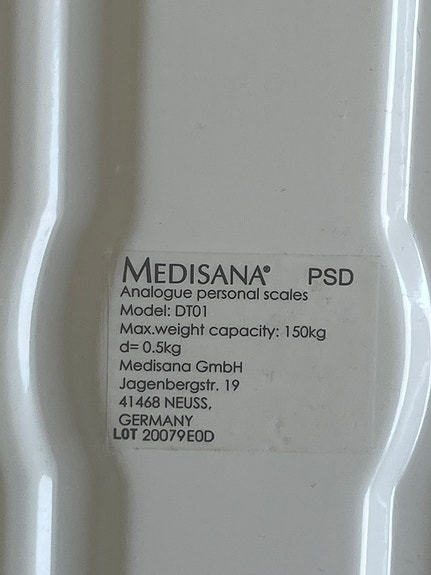 MEDISANA® PSD
Analogue personal scales
Model: DT01
Max.weight capacity: 150kg
d= 0.5kg
Medisana GmbH
Jagenbergstr. 19
41468 NEUSS,
GERMANY
LOT 20079E0D